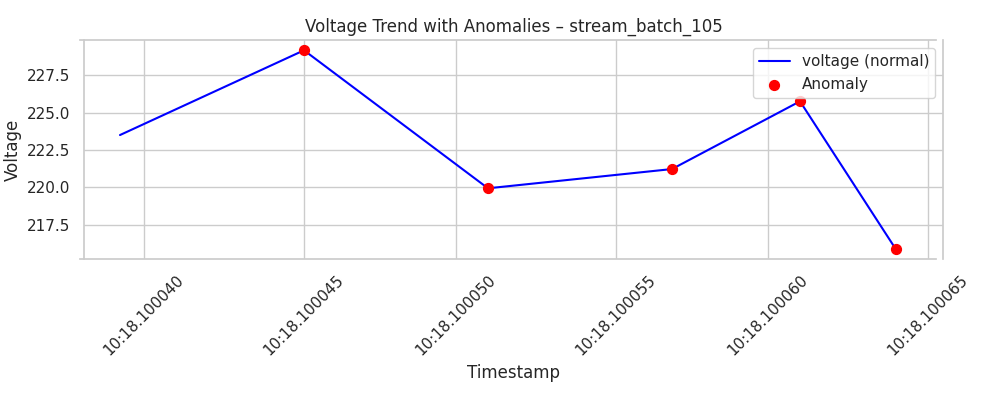 Voltage Trend with Anomalies – stream_batch_105
voltage (normal)
Anomaly
Voltage
227.5
225.0
222.5
220.0
217.5
10:18.100040
10:18.100045
10:18.100050
10:18.100055
10:18.100060
10:18.100065
Timestamp